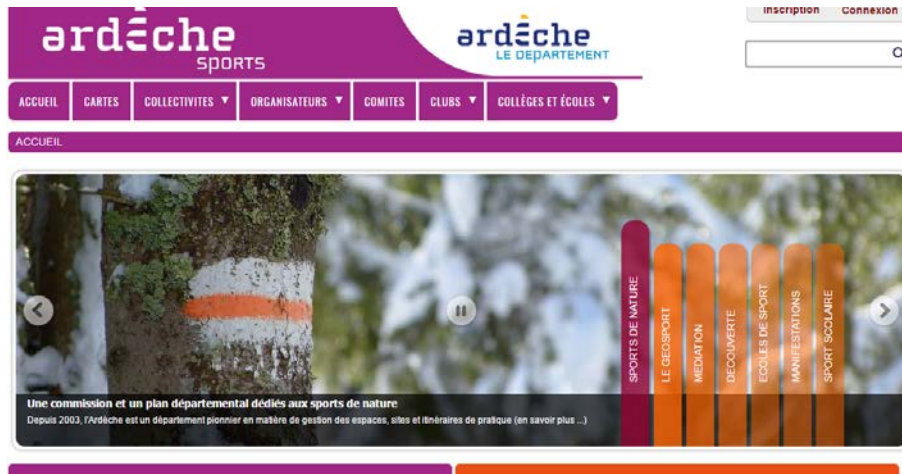 Inscription Connexion
ardèche
SPORTS
ardèche
LE DEPARTEMENT
ACCUEIL CARTES COLLECTIVITES ORGANISATEURS COMITES CLUBS COLLÈGES ET ÉCOLES
ACCUEIL
SPORTS DE NATURE
LE GEOSPORT
MEDIATION
DECOUVERTE
ECOLES DE SPORT
MANIFESTATIONS
SPORT SCOLAIRE
Une commission et un plan départemental dédiés aux sports de nature
Depuis 2003, l'Ardèche est un département pionnier en matière de gestion des espaces, sites et itinéraires de pratique (en savoir plus ...)